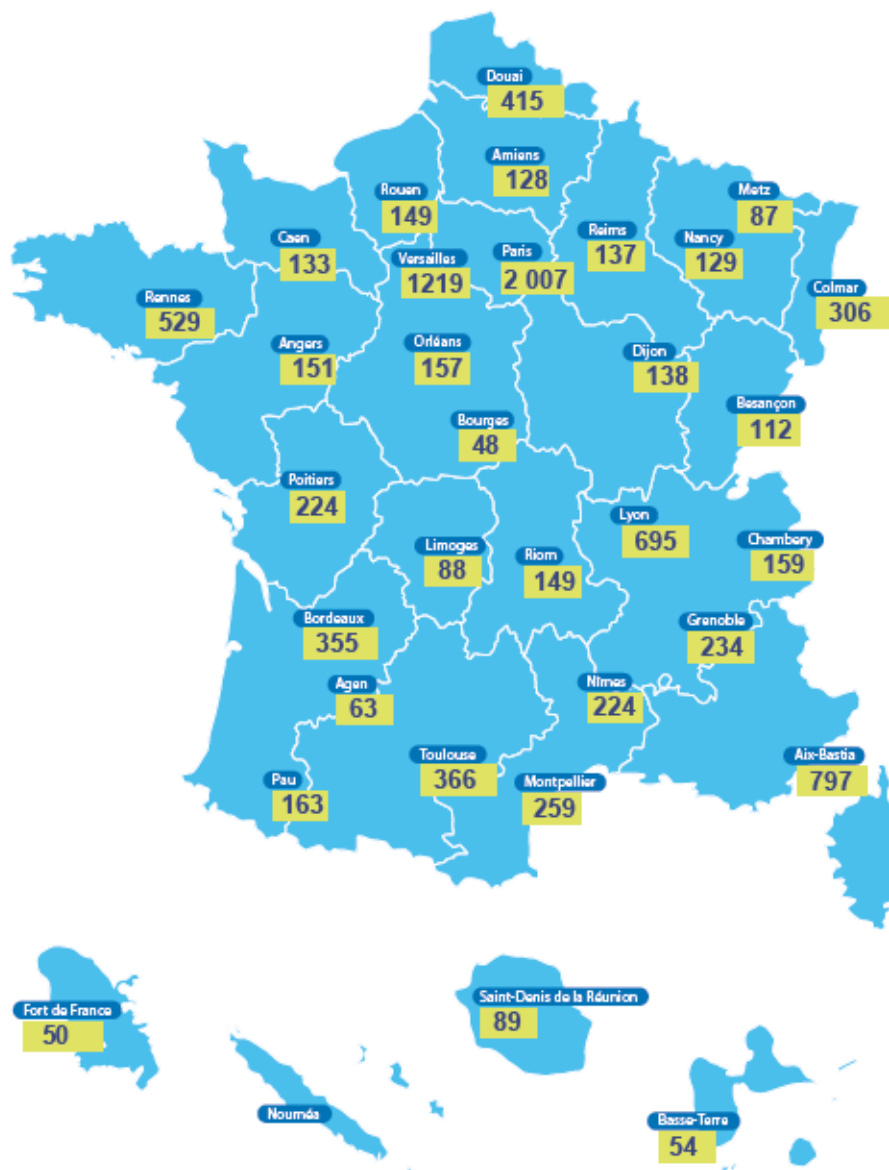 Douai
415
Amiens
128
Rouen
149
Metz
87
Reims
137
Nancy
129
Caen
133
Versailles
1219
Paris
2 007
Colmar
306
Rennes
529
Angers
151
Orléans
157
Dijon
138
Besançon
112
Bourges
48
Poitiers
224
Lyon
695
Chambery
159
Limoges
88
Riom
149
Bordeaux
355
Grenoble
234
Agen
63
Nîmes
224
Toulouse
366
Aix-Bastia
797
Pau
163
Montpellier
259
Saint-Denis de la Réunion
89
Fort de France
50
Nouméa
Basse-Terre
54